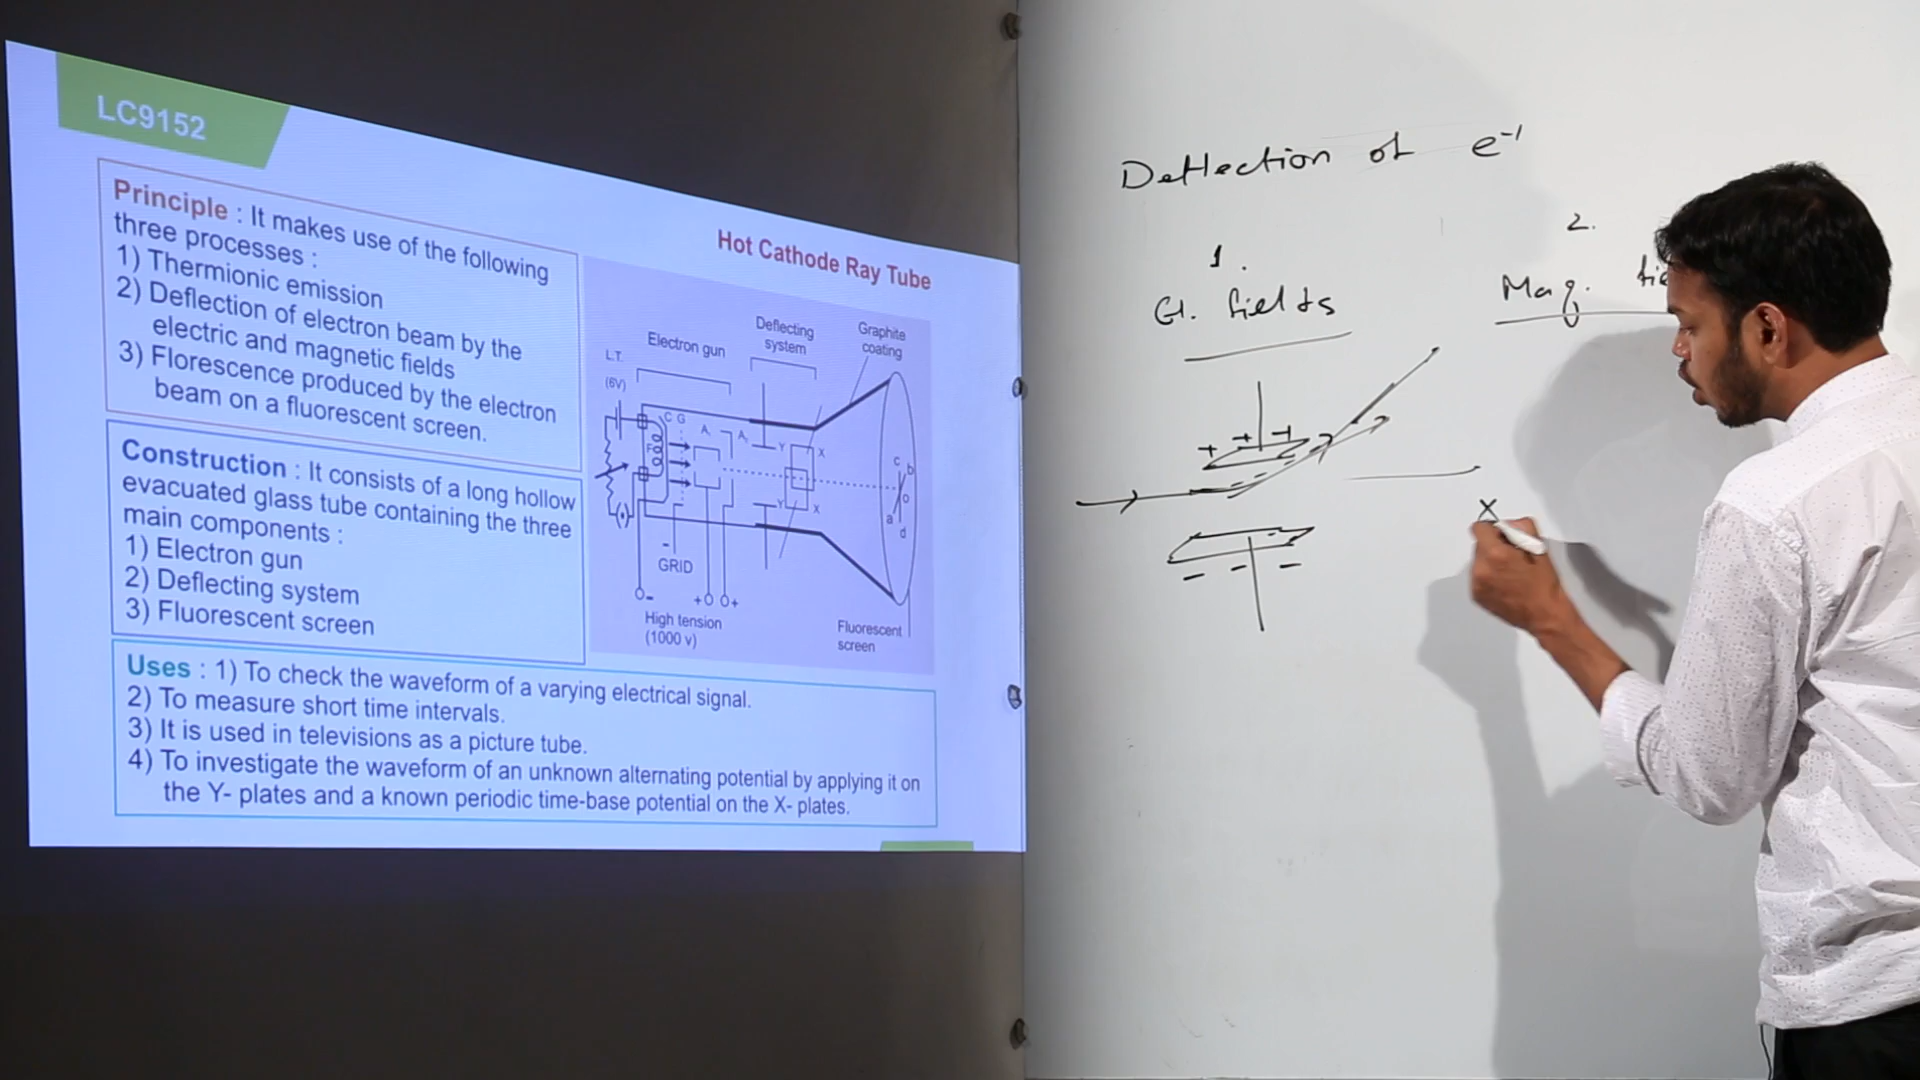 LC9152
Principle : It makes use of the following
three processes :
1) Thermionic emission
2) Deflection of electron beam by the
electric and magnetic fields
3) Florescence produced by the electron
beam on a fluorescent screen.
Construction : It consists of a long hollow
evacuated glass tube containing the three
main components :
1) Electron gun
2) Deflecting system
3) Fluorescent screen
Hot Cathode Ray Tube
L.T.
(6V)
Electron gun
Deflecting
system
Graphite
coating
C G
F
A₁
Y
X
Y
X
c
b
o
a
d
-
GRID
-
+
+
High tension
(1000 v)
Fluorescent
screen
Uses : 1) To check the waveform of a varying electrical signal.
2) To measure short time intervals.
3) It is used in televisions as a picture tube.
4) To investigate the waveform of an unknown alternating potential by applying it on
the Y- plates and a known periodic time-base potential on the X- plates.
Deflection of e⁻¹
1.
El. fields
+ + +
- - -
2.
Mag. fie
X